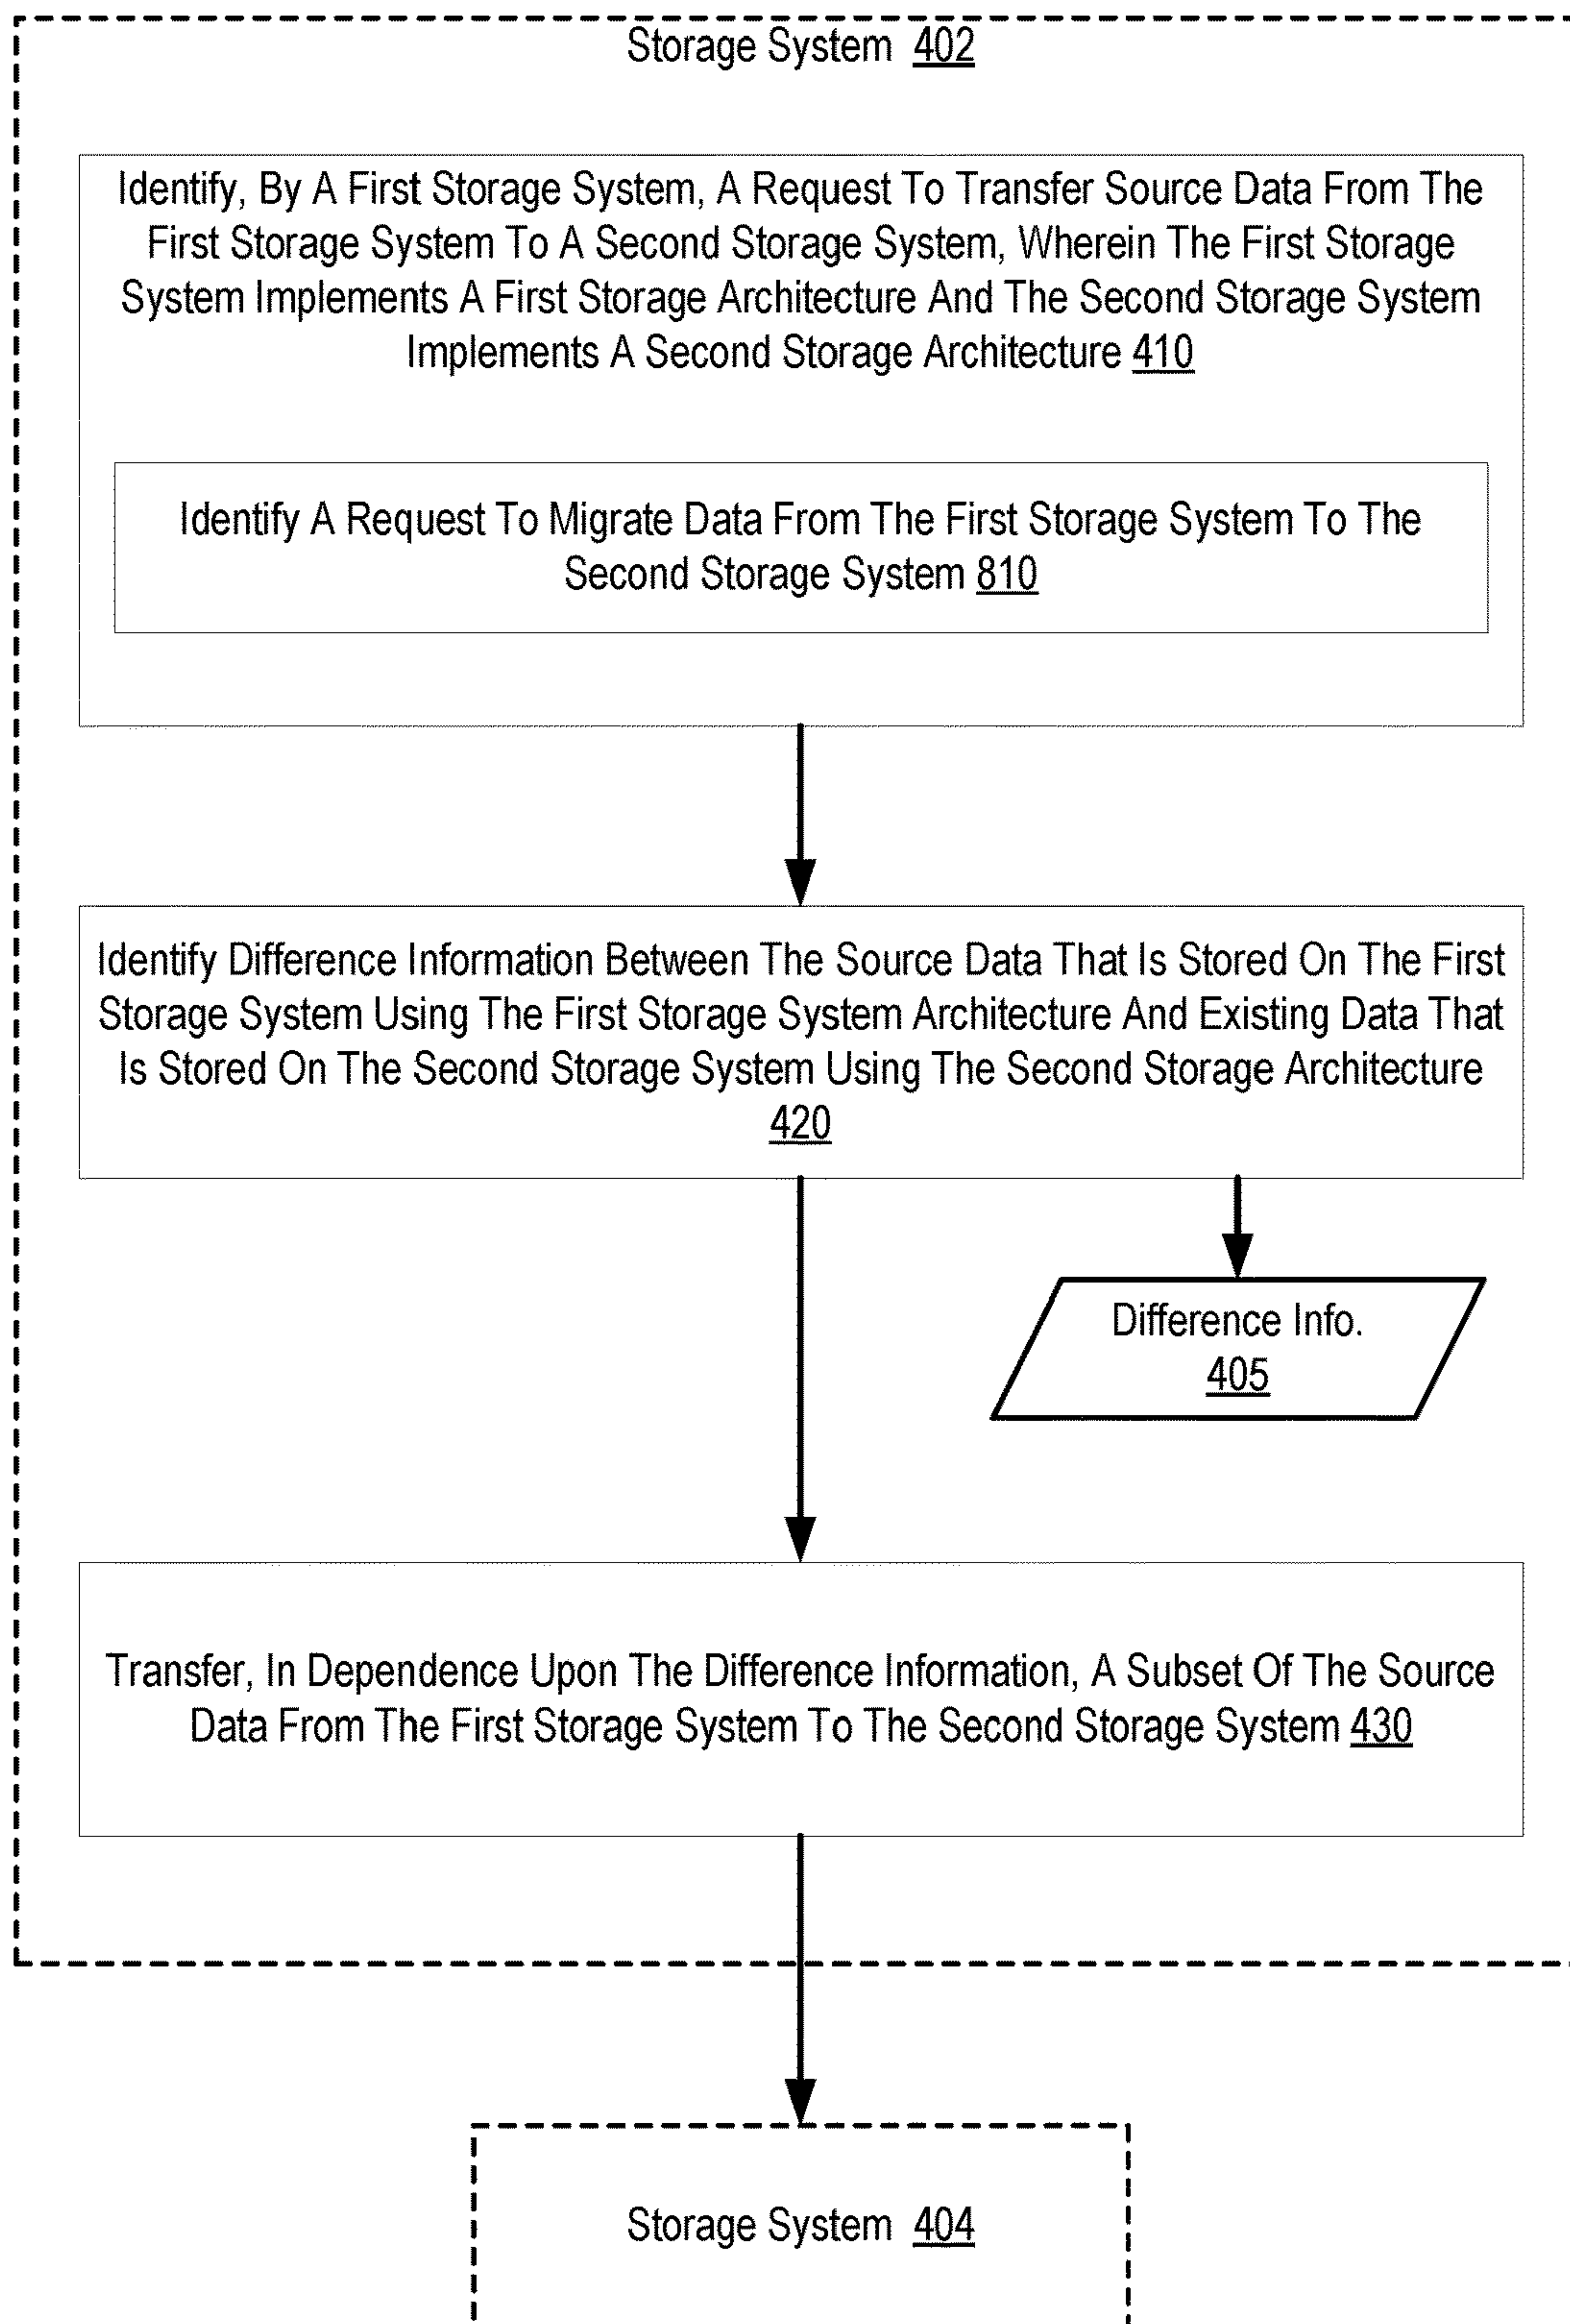 Storage System 402
Identify, By A First Storage System, A Request To Transfer Source Data From The
First Storage System To A Second Storage System, Wherein The First Storage
System Implements A First Storage Architecture And The Second Storage System
Implements A Second Storage Architecture 410
Identify A Request To Migrate Data From The First Storage System To The
Second Storage System 810
Identify Difference Information Between The Source Data That Is Stored On The First
Storage System Using The First Storage System Architecture And Existing Data That
Is Stored On The Second Storage System Using The Second Storage Architecture
420
Difference Info.
405
Transfer, In Dependence Upon The Difference Information, A Subset Of The Source
Data From The First Storage System To The Second Storage System 430
Storage System 404